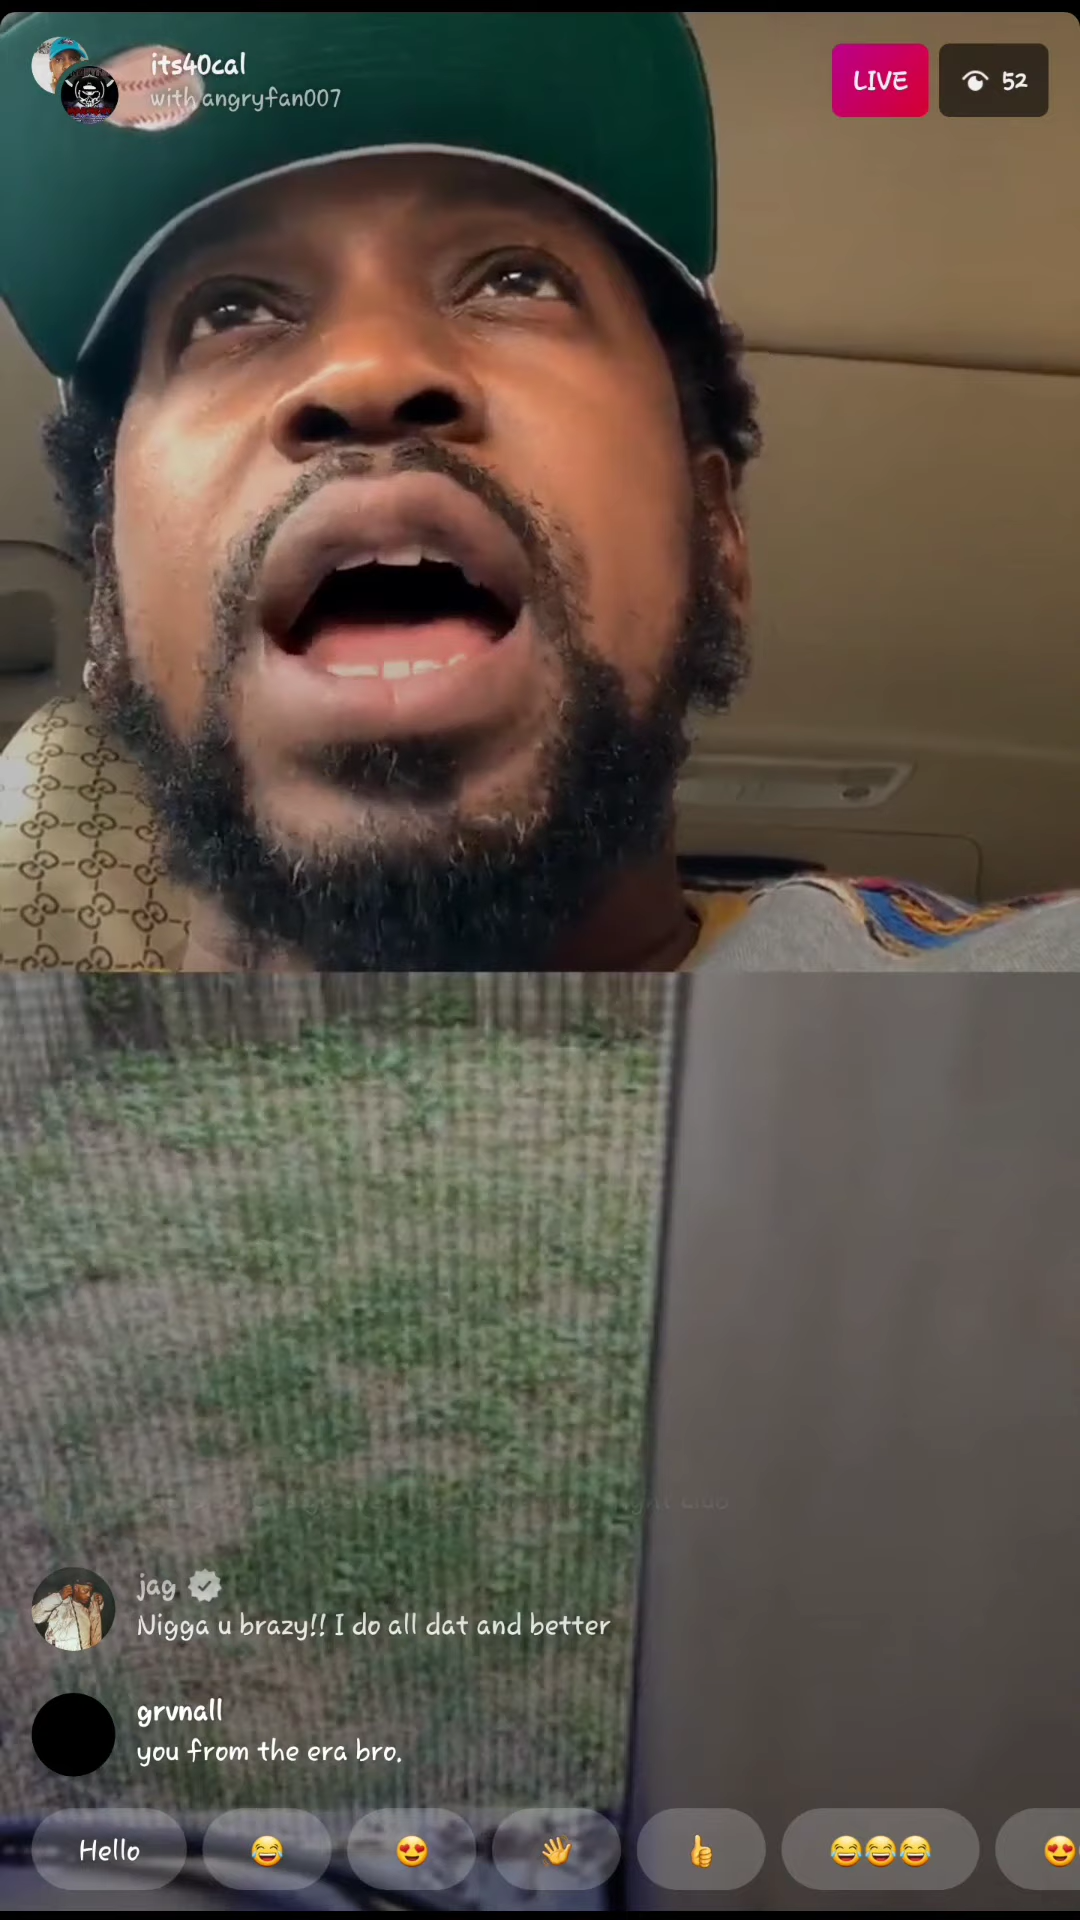 its40cal
with angryfan007
LIVE
52
jag
Nigga u brazy!! I do all dat and better
grvnall
you from the era bro.
Hello